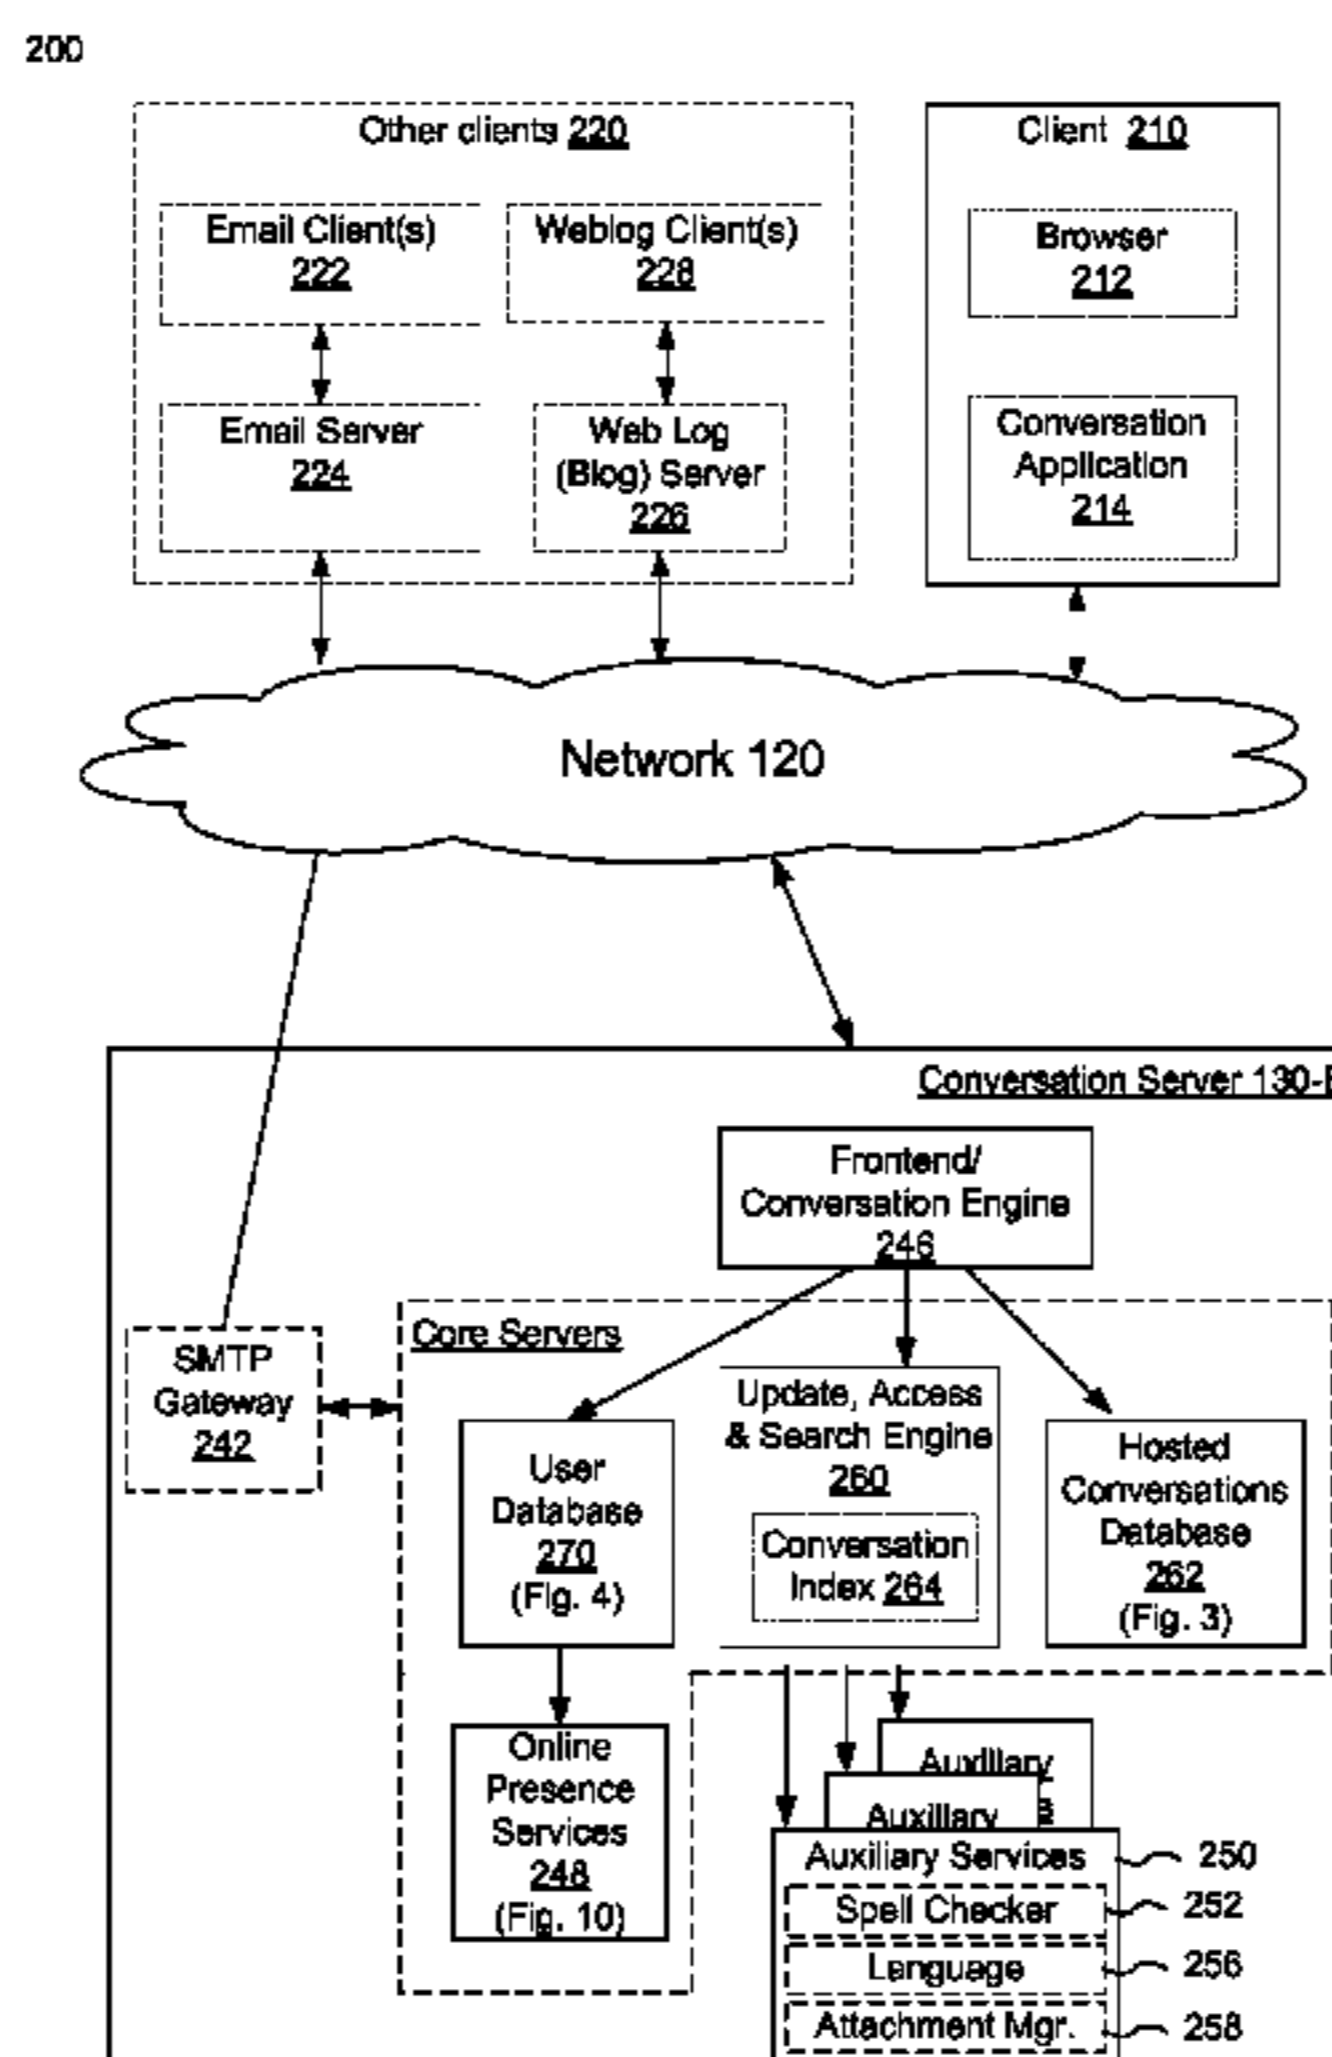 200
Other clients 220
Client 210
Email Client(s)
222
Weblog Client(s)
228
Browser
212
Email Server
224
Web Log
(Blog) Server
226
Conversation
Application
214
Network 120
Conversation Server 130-B
Frontend/
Conversation Engine
246
Core Servers
SMTP
Gateway
242
User
Database
270
(Fig. 4)
Update, Access
& Search Engine
260
Conversation
Index 264
Hosted
Conversations
Database
262
(Fig. 3)
Online
Presence
Services
248
(Fig. 10)
Auxiliary
Auxiliary
Auxiliary Services
250
Spell Checker
252
Language
256
Attachment Mgr.
258